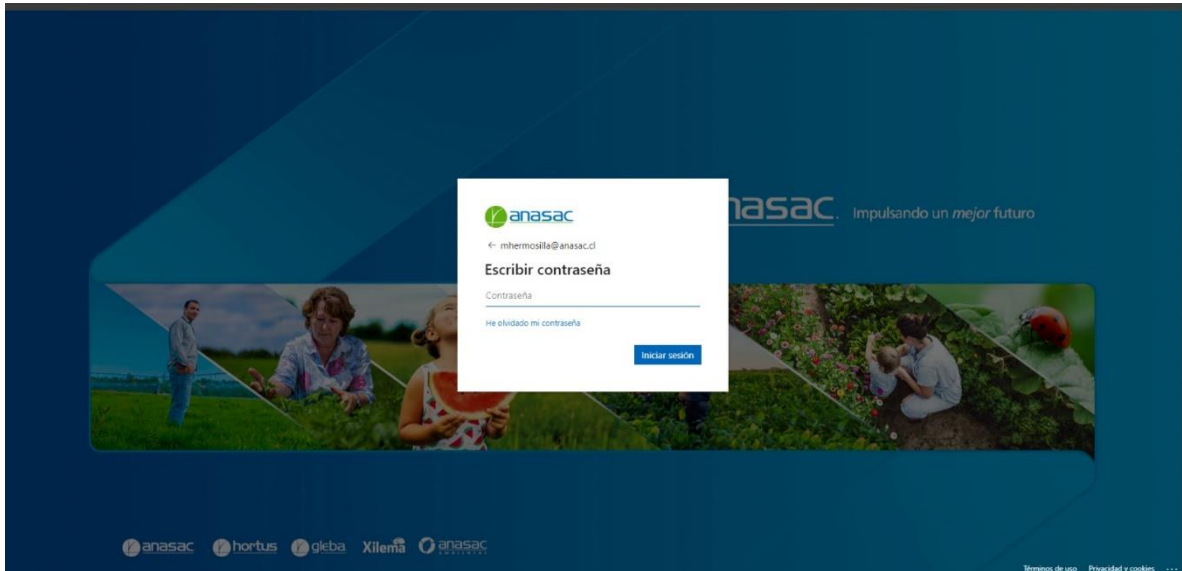 anasac
← mhermosilla@anasac.cl
Escribir contraseña
Contraseña
He olvidado mi contraseña
Iniciar sesión
nasac. Impulsando un mejor futuro
anasac hortus gleba Xilema anasac AMBIENTAL
Términos de uso Privacidad y cookies ...